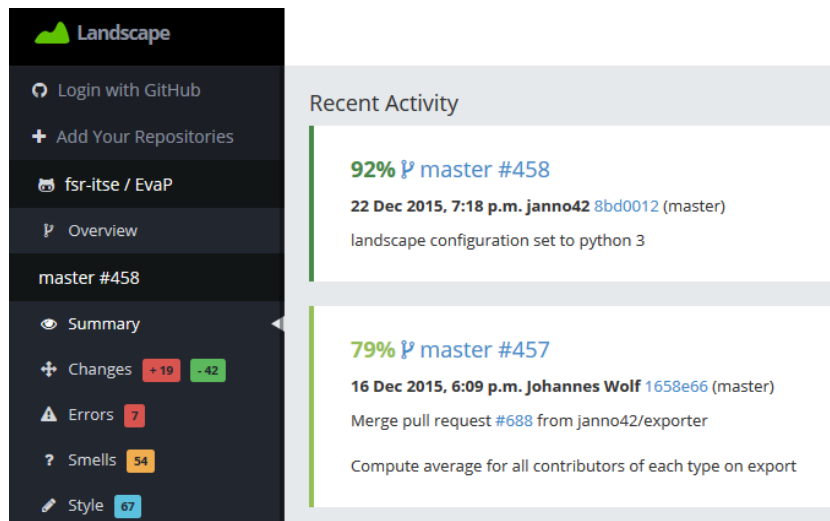 Landscape
Login with GitHub
Add Your Repositories
fsr-itse / EvaP
Overview
master #458
Summary
Changes +19 -42
Errors 7
Smells 54
Style 67
Recent Activity
92% master #458
22 Dec 2015, 7:18 p.m. janno42 8bd0012 (master)
landscape configuration set to python 3
79% master #457
16 Dec 2015, 6:09 p.m. Johannes Wolf 1658e66 (master)
Merge pull request #688 from janno42/exporter
Compute average for all contributors of each type on export